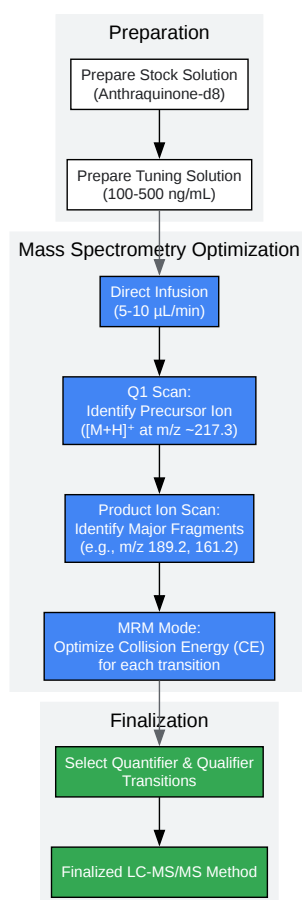 Preparation
Prepare Stock Solution
(Anthraquinone-d8)
Prepare Tuning Solution
(100-500 ng/mL)
Mass Spectrometry Optimization
Direct Infusion
(5-10 µL/min)
Q1 Scan:
Identify Precursor Ion
([M+H]⁺ at m/z ~217.3)
Product Ion Scan:
Identify Major Fragments
(e.g., m/z 189.2, 161.2)
MRM Mode:
Optimize Collision Energy (CE)
for each transition
Finalization
Select Quantifier & Qualifier
Transitions
Finalized LC-MS/MS Method